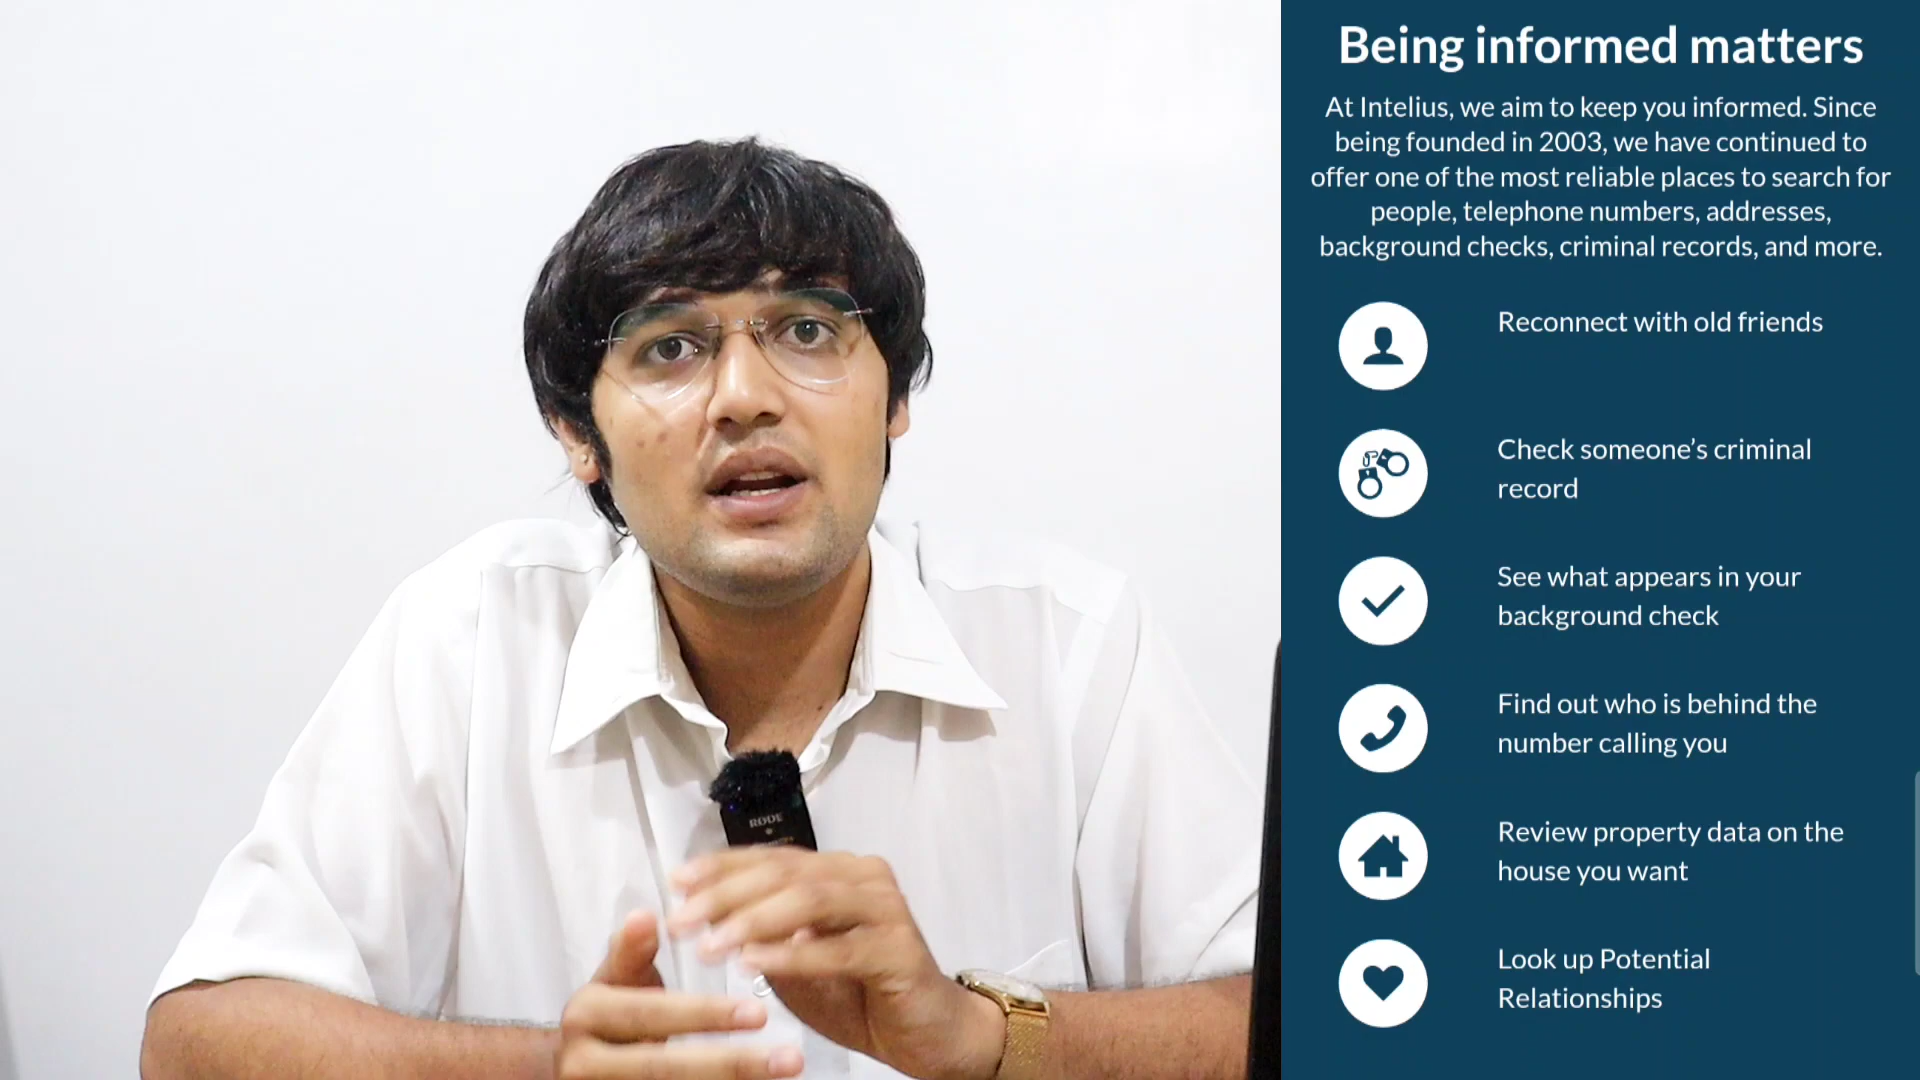 Being informed matters
At Intelius, we aim to keep you informed. Since
being founded in 2003, we have continued to
offer one of the most reliable places to search for
people, telephone numbers, addresses,
background checks, criminal records, and more.
Reconnect with old friends
Check someone’s criminal
record
See what appears in your
background check
Find out who is behind the
number calling you
Review property data on the
house you want
Look up Potential
Relationships
RØDE